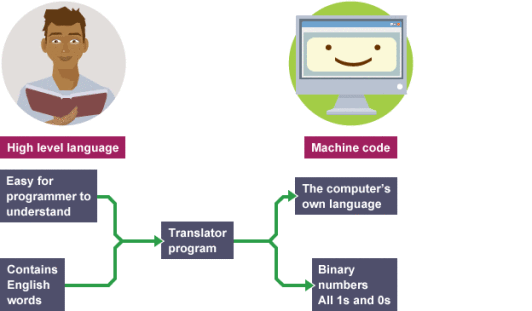 High level language
Machine code
Easy for
programmer to
understand
Translator
program
The computer's
own language
Contains
English
words
Binary
numbers
All 1s and 0s